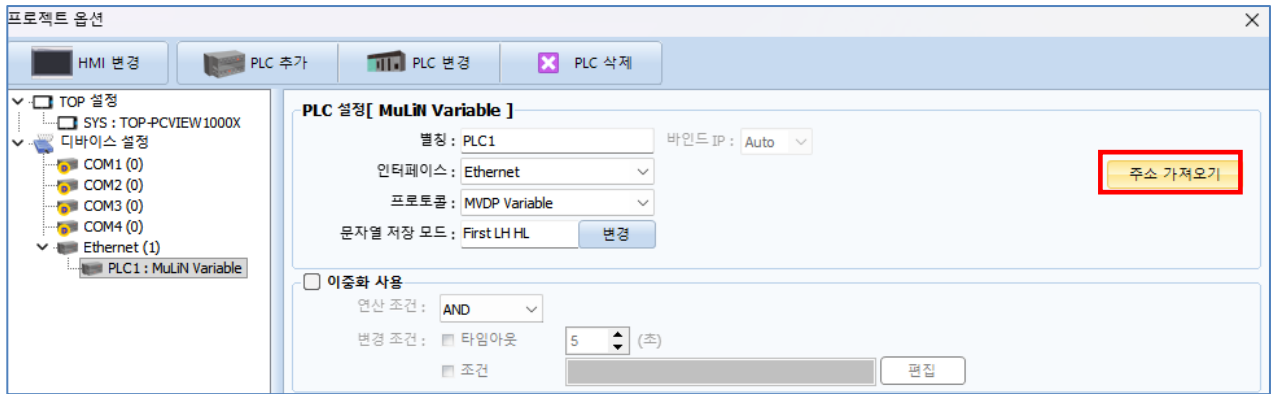 프로젝트 옵션
HMI 변경
PLC 추가
PLC 변경
PLC 삭제
TOP 설정
SYS : TOP-PCVIEW1000X
디바이스 설정
COM1 (0)
COM2 (0)
COM3 (0)
COM4 (0)
Ethernet (1)
PLC1 : MuLiN Variable
PLC 설정[ MuLiN Variable ]
별칭 : PLC1 바인드 IP : Auto
인터페이스 : Ethernet
주소 가져오기
프로토콜 : MVDP Variable
문자열 저장 모드 : First LH HL 변경
이중화 사용
연산 조건 : AND
변경 조건 : 타임아웃 5 (초)
조건 편집